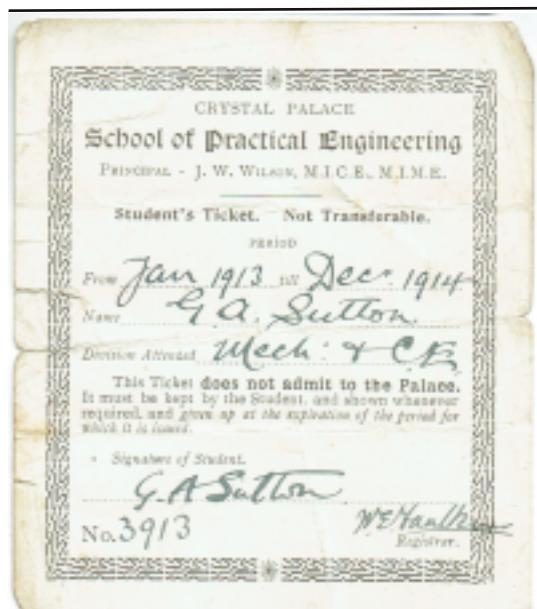 CRYSTAL PALACE
School of Practical Engineering
PRINCIPAL - J. W. WILSON, M.I.C.E., M.I.M.E.
Student's Ticket. Not Transferable.
PERIOD
From Jan 1913 till Dec. 1914
Name G. A. Sutton
Division Attended Mech. & C.E.
This Ticket does not admit to the Palace.
It must be kept by the Student, and shown whenever
required, and given up at the expiration of the period for
which it is issued.
Signature of Student.
G. A Sutton
No. 3913
Registrar.